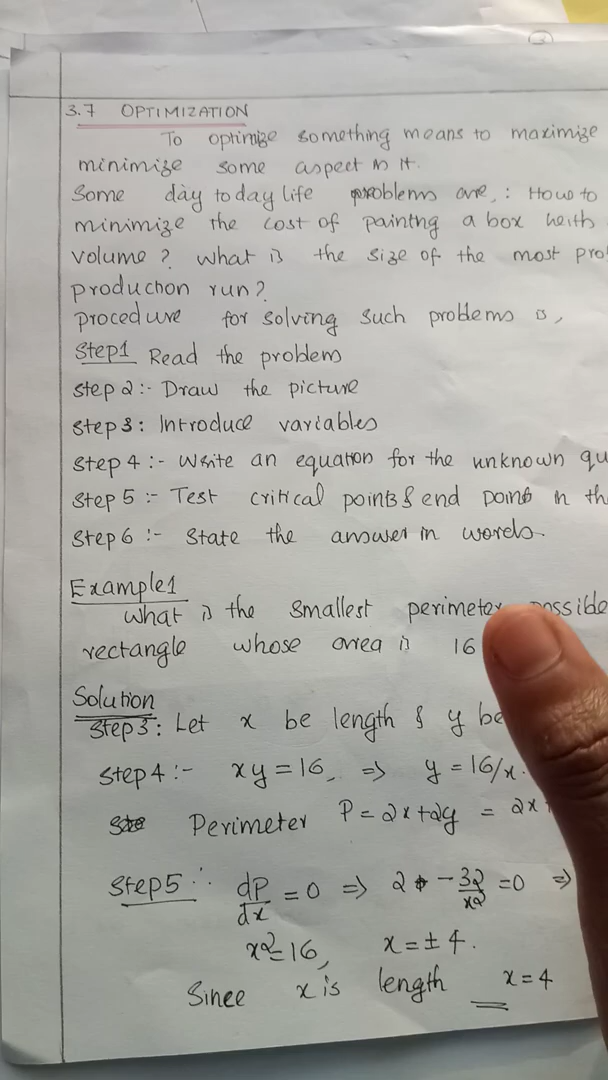 3.7 OPTIMIZATION
To optimize something means to maximize
minimize some aspect in it.
Some day to day life problems are, : How to
minimize the cost of painting a box with
volume ? What is the size of the most
production run ?
procedure for solving such problems is,
Step1 Read the problem
Step 2 :- Draw the picture
Step 3 : Introduce variables
Step 4 :- Write an equation for the unknown
Step 5 :- Test critical points & end points in
Step 6 :- State the answer in words.
Example1
What is the smallest perimeter possible
rectangle whose area is 16
Solution
Step 3 : Let x be length & y be
Step 4 :- xy = 16, => y = 16/x.
Perimeter P = 2x+2y = 2x
Step 5 ∴ dP/dx = 0 => 2 - 32/x2 = 0 =>
x2=16, x = ± 4.
Since x is length x = 4